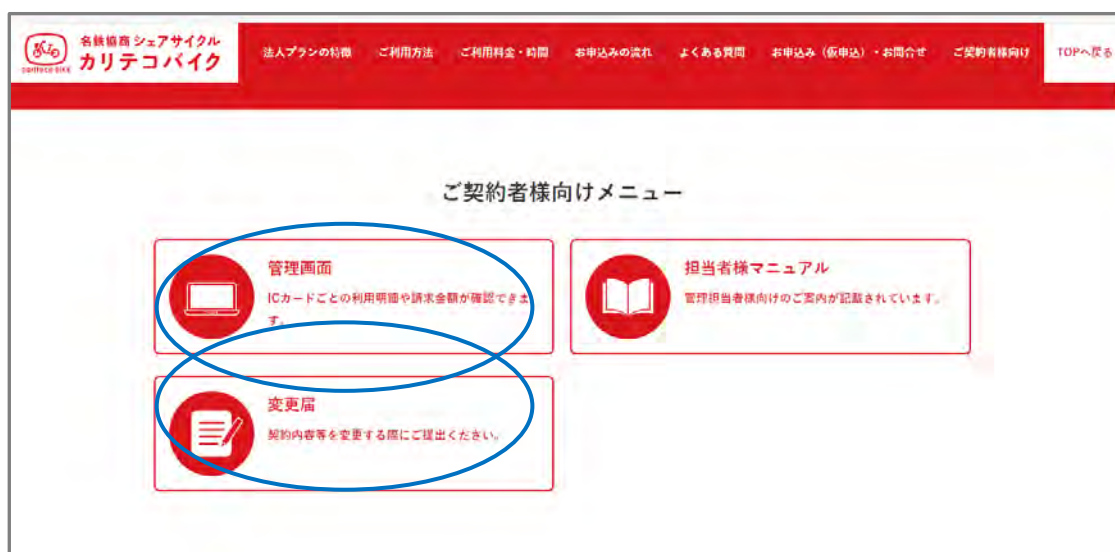 名鉄協商 シェアサイクル
カリテコバイク
CARITECO BIKE
法人プランの特徴 ご利用方法 ご利用料金・時間 お申込みの流れ よくある質問 お申込み（仮申込）・お問合せ ご契約者様向け TOPへ戻る
ご契約者様向けメニュー
管理画面
ICカードごとの利用明細や請求金額が確認できま
す。
担当者様マニュアル
管理担当者様向けのご案内が記載されています。
変更届
契約内容等を変更する際にご提出ください。